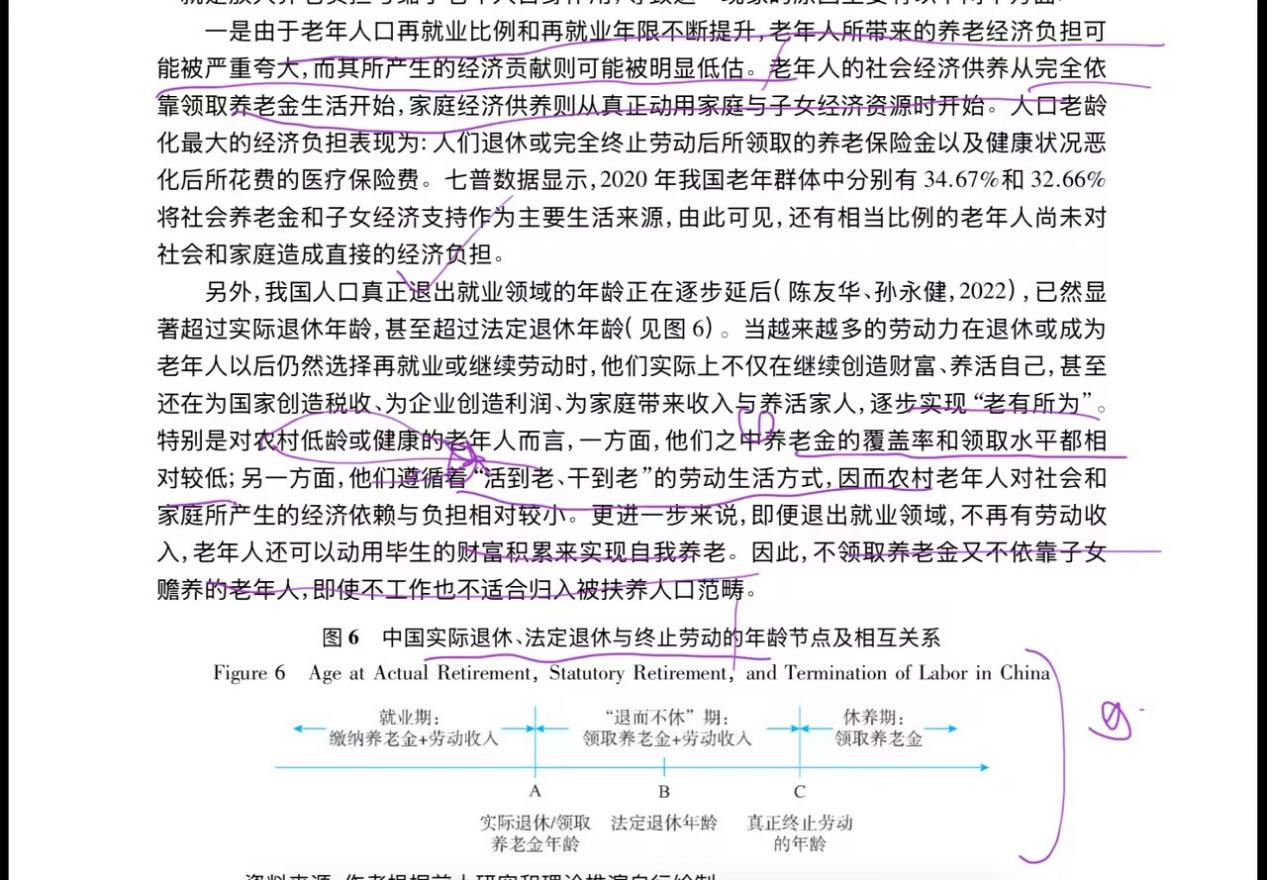 一是由于老年人口再就业比例和再就业年限不断提升,老年人所带来的养老经济负担可
能被严重夸大,而其所产生的经济贡献则可能被明显低估。老年人的社会经济供养从完全依
靠领取养老金生活开始,家庭经济供养则从真正动用家庭与子女经济资源时开始。人口老龄
化最大的经济负担表现为:人们退休或完全终止劳动后所领取的养老保险金以及健康状况恶
化后所花费的医疗保险费。七普数据显示,2020 年我国老年群体中分别有 34.67%和 32.66%
将社会养老金和子女经济支持作为主要生活来源,由此可见,还有相当比例的老年人尚未对
社会和家庭造成直接的经济负担。
另外,我国人口真正退出就业领域的年龄正在逐步延后(陈友华、孙永健,2022),已然显
著超过实际退休年龄,甚至超过法定退休年龄(见图 6)。当越来越多的劳动力在退休或成为
老年人以后仍然选择再就业或继续劳动时,他们实际上不仅在继续创造财富、养活自己,甚至
还在为国家创造税收、为企业创造利润、为家庭带来收入与养活家人,逐步实现“老有所为”。
特别是对农村低龄或健康的老年人而言,一方面,他们之中养老金的覆盖率和领取水平都相
对较低;另一方面,他们遵循着“活到老、干到老”的劳动生活方式,因而农村老年人对社会和
家庭所产生的经济依赖与负担相对较小。更进一步来说,即便退出就业领域,不再有劳动收
入,老年人还可以动用毕生的财富积累来实现自我养老。因此,不领取养老金又不依靠子女
赡养的老年人,即使不工作也不适合归入被扶养人口范畴。
图 6 中国实际退休、法定退休与终止劳动的年龄节点及相互关系
Figure 6 Age at Actual Retirement, Statutory Retirement, and Termination of Labor in China
就业期: “退而不休”期: 休养期:
缴纳养老金+劳动收入 领取养老金+劳动收入 领取养老金
A B C
实际退休/领取 法定退休年龄 真正终止劳动
养老金年龄 的年龄